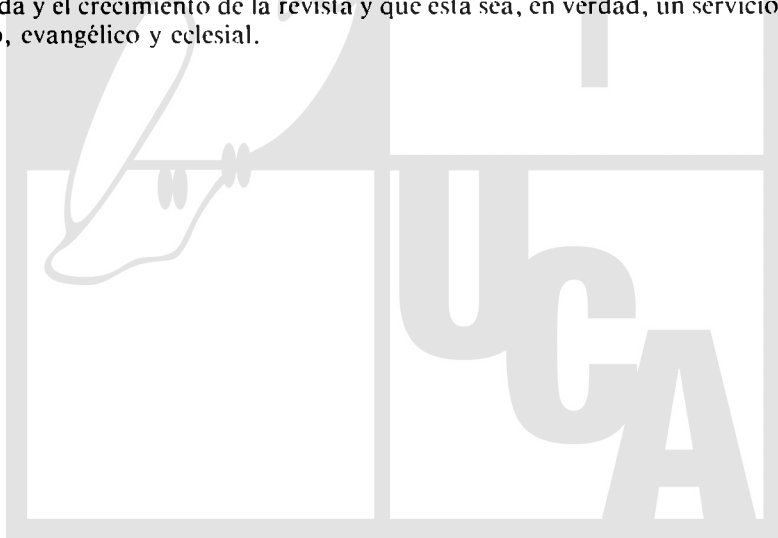 da y el crecimiento de la revista y que ésta sea, en verdad, un servicio
, evangélico y eclesial.
UCA